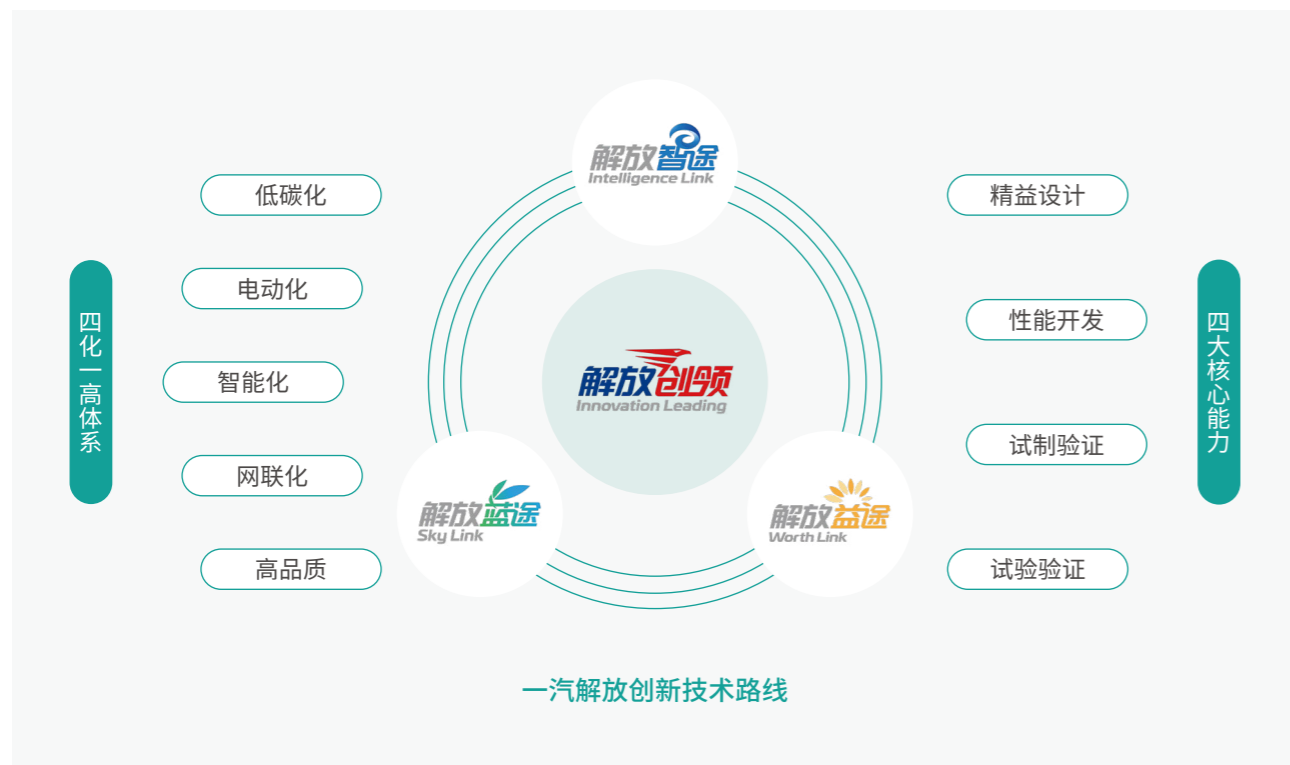 四化一高体系
低碳化
电动化
智能化
网联化
高品质
解放智途
Intelligence Link
解放创领
Innovation Leading
解放蓝途
Sky Link
解放益途
Worth Link
精益设计
性能开发
试制验证
试验验证
四大核心能力
一汽解放创新技术路线